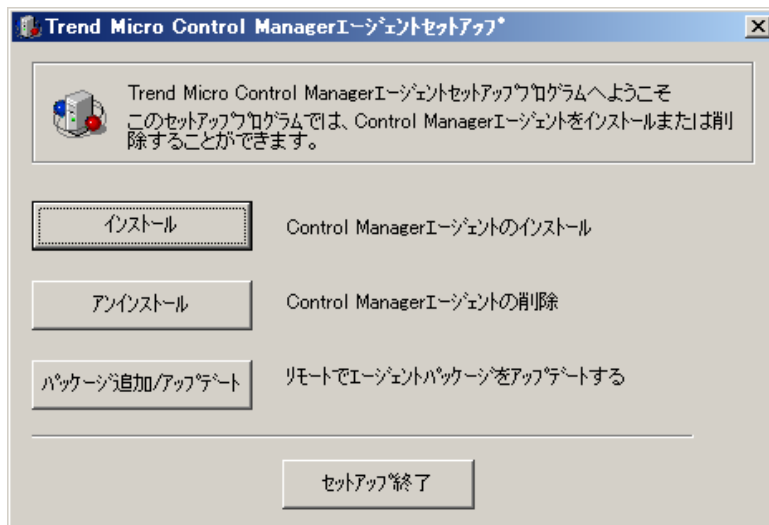 Trend Micro Control Managerエージェントセットアップ
Trend Micro Control Managerエージェントセットアッププログラムへようこそ
このセットアッププログラムでは、Control Managerエージェントをインストールまたは削
除することができます。
インストール
Control Managerエージェントのインストール
アンインストール
Control Managerエージェントの削除
パッケージ追加/アップデート
リモートでエージェントパッケージをアップデートする
セットアップ終了